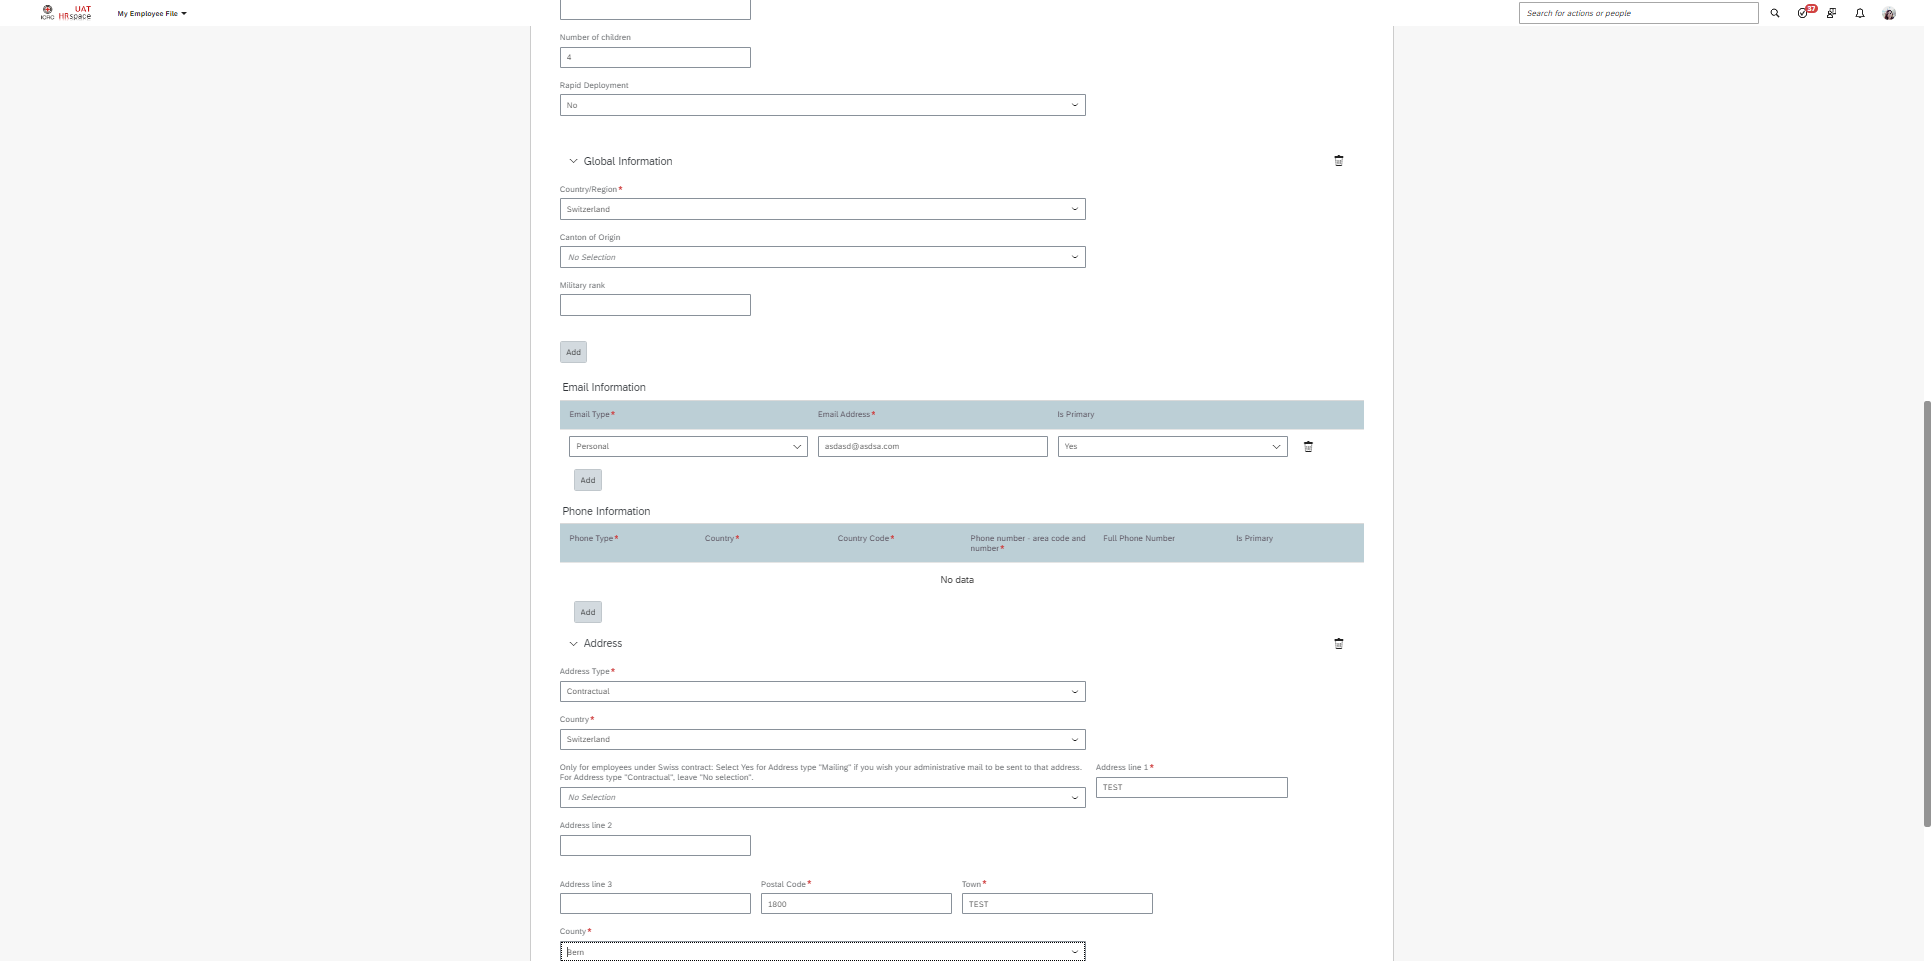 ICRC
UAT
HRspace
My Employee File
Search for actions or people
37
Number of children
4
Rapid Deployment
No
Global Information
Country/Region*
Switzerland
Canton of Origin
No Selection
Military rank
Add
Email Information
Email Type* Email Address* Is Primary
Personal asdasd@asdsa.com Yes
Add
Phone Information
Phone Type* Country* Country Code* Phone number - area code and number* Full Phone Number Is Primary
No data
Add
Address
Address Type*
Contractual
Country*
Switzerland
Only for employees under Swiss contract: Select Yes for Address type "Mailing" if you wish your administrative mail to be sent to that address.
For Address type "Contractual", leave "No selection".
No Selection
Address line 1*
TEST
Address line 2
Address line 3 Postal Code* Town*
1800 TEST
County*
Bern